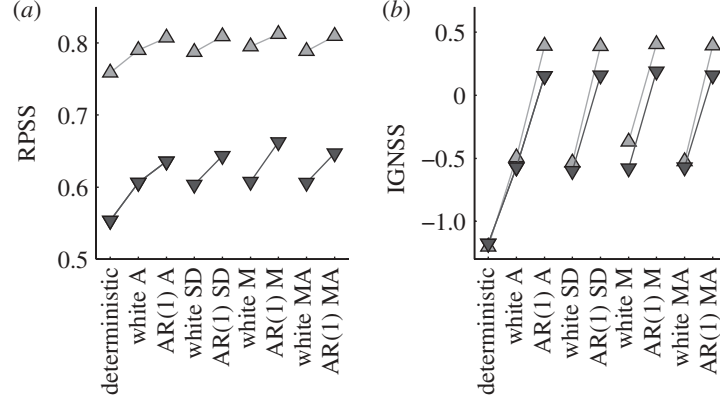 (a)
0.8
0.7
0.6
0.5
RPSS
deterministic
white A
AR(1) A
white SD
AR(1) SD
white M
AR(1) M
white MA
AR(1) MA
(b)
0.5
0
−0.5
−1.0
IGNSS
deterministic
white A
AR(1) A
white SD
AR(1) SD
white M
AR(1) M
white MA
AR(1) MA